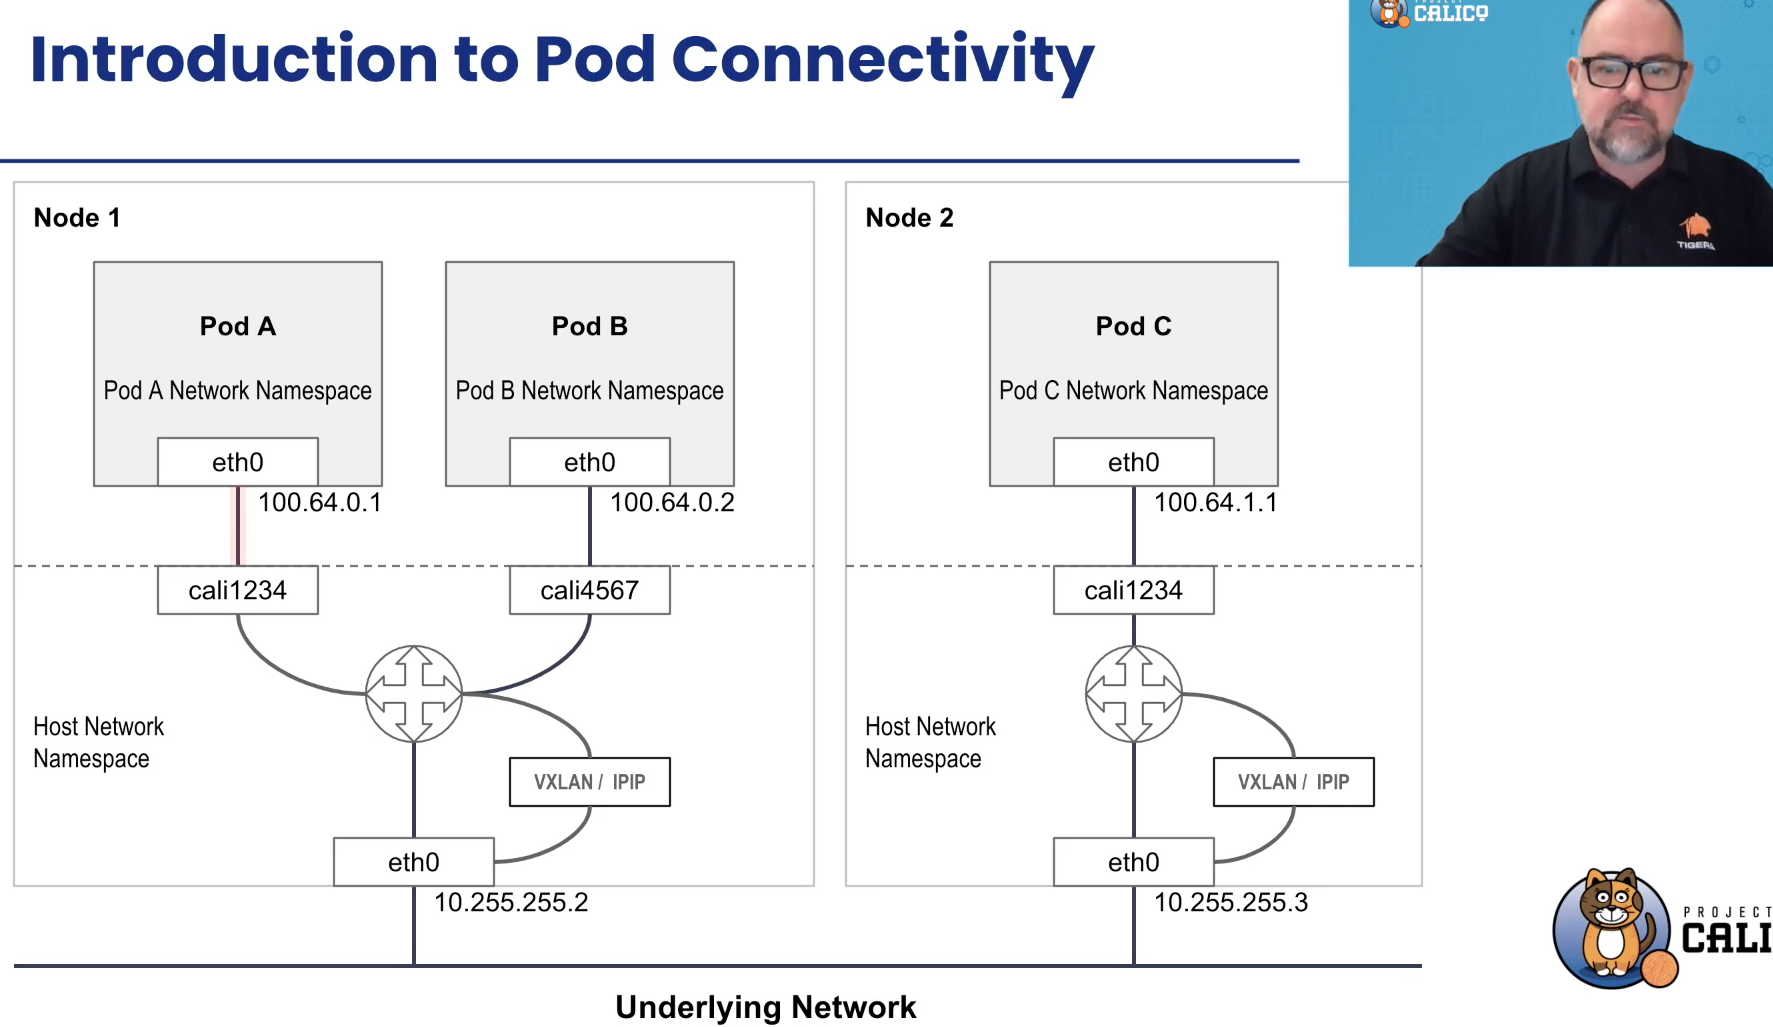 Introduction to Pod Connectivity
CALICO
TIGERA
Node 1
Pod A
Pod A Network Namespace
eth0
100.64.0.1
Pod B
Pod B Network Namespace
eth0
100.64.0.2
cali1234
cali4567
Host Network
Namespace
VXLAN / IPIP
eth0
10.255.255.2
Node 2
Pod C
Pod C Network Namespace
eth0
100.64.1.1
cali1234
Host Network
Namespace
VXLAN / IPIP
eth0
10.255.255.3
Underlying Network
PROJECT
CALI